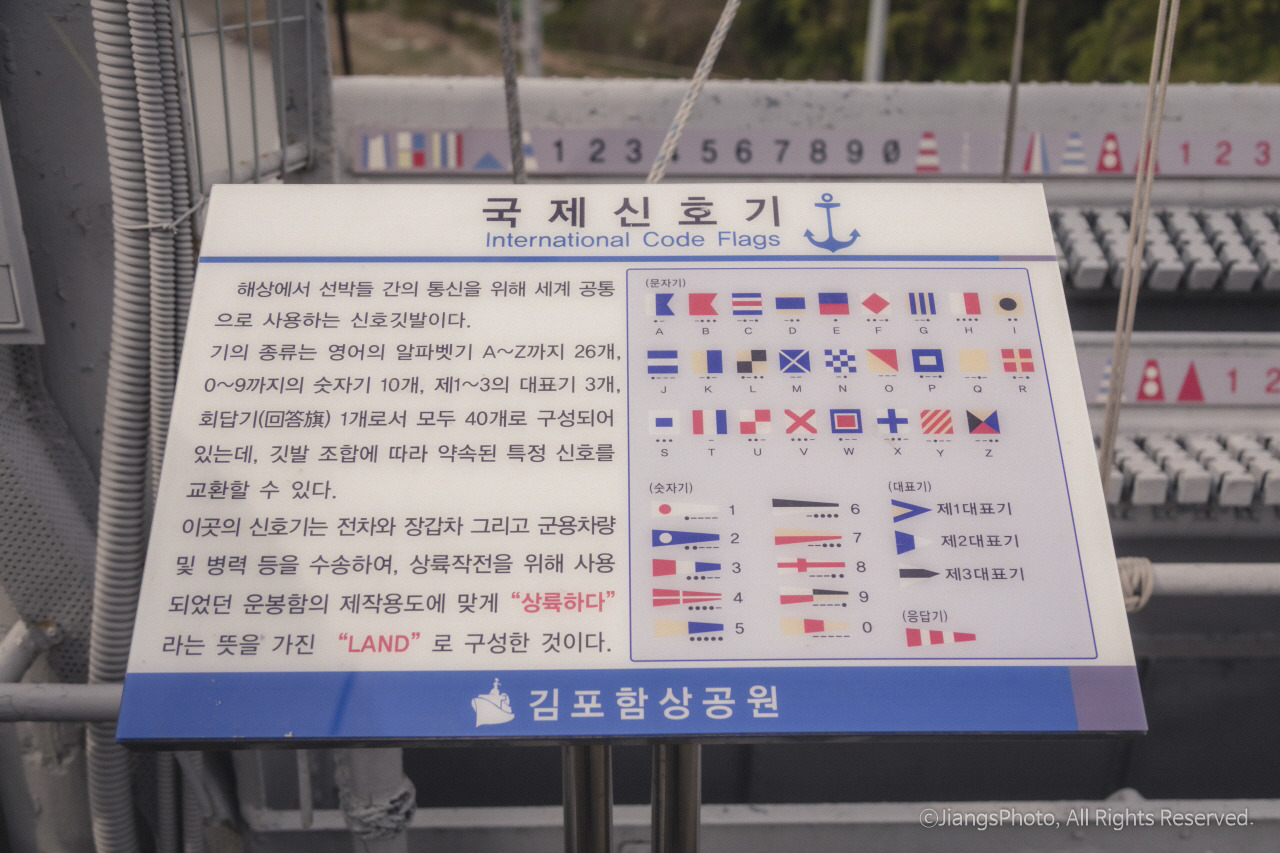 1 2 3 4 5 6 7 8 9 0
1 2 3
1 2
국제신호기
International Code Flags
해상에서 선박들 간의 통신을 위해 세계 공통
으로 사용하는 신호깃발이다.
기의 종류는 영어의 알파벳기 A~Z까지 26개,
0~9까지의 숫자기 10개, 제1~3의 대표기 3개,
회답기(回答旗) 1개로서 모두 40개로 구성되어
있는데, 깃발 조합에 따라 약속된 특정 신호를
교환할 수 있다.
이곳의 신호기는 전차와 장갑차 그리고 군용차량
및 병력 등을 수송하여, 상륙작전을 위해 사용
되었던 운봉함의 제작용도에 맞게 “상륙하다”
라는 뜻을 가진 “LAND” 로 구성한 것이다.
(문자기)
A B C D E F G H I
J K L M N O P Q R
S T U V W X Y Z
(숫자기)
1 6
2 7
3 8
4 9
5 0
(대표기)
제1대표기
제2대표기
제3대표기
(응답기)
김포함상공원
©JiangsPhoto, All Rights Reserved.